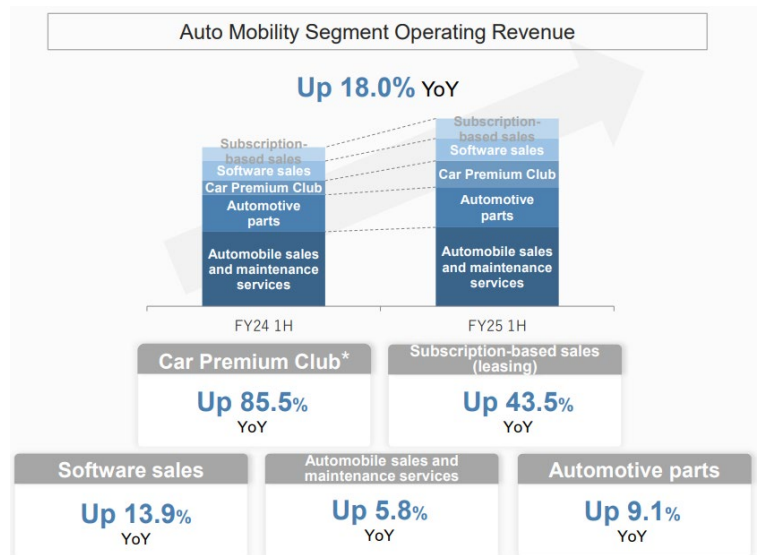 Auto Mobility Segment Operating Revenue
Up 18.0% YoY
Subscription-
based sales
Software sales
Car Premium Club
Automotive
parts
Automobile sales
and maintenance
services
Subscription-
based sales
Software sales
Car Premium Club
Automotive
parts
Automobile sales
and maintenance
services
FY24 1H
FY25 1H
Car Premium Club*
Up 85.5%
YoY
Subscription-based sales
(leasing)
Up 43.5%
YoY
Software sales
Up 13.9%
YoY
Automobile sales and
maintenance services
Up 5.8%
YoY
Automotive parts
Up 9.1%
YoY